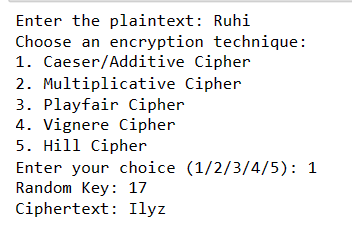 Enter the plaintext: Ruhi
Choose an encryption technique:
1. Caeser/Additive Cipher
2. Multiplicative Cipher
3. Playfair Cipher
4. Vignere Cipher
5. Hill Cipher
Enter your choice (1/2/3/4/5): 1
Random Key: 17
Ciphertext: Ilyz